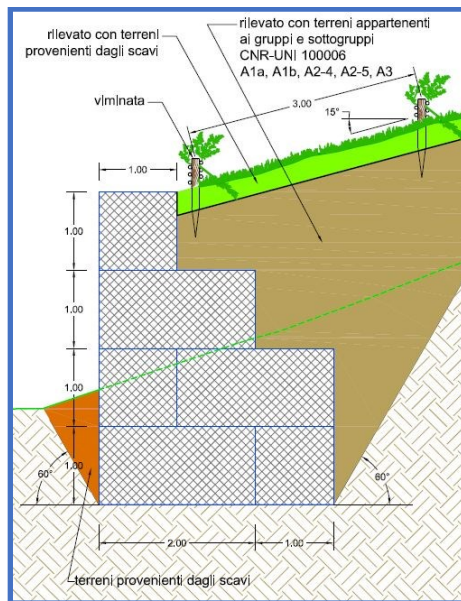 rilevato con terreni
provenienti dagli scavi
rilevato con terreni appartenenti
ai gruppi e sottogruppi
CNR-UNI 100006
A1a, A1b, A2-4, A2-5, A3
viminata
3.00
15°
1.00
1.00
1.00
1.00
1.00
60°
60°
2.00
1.00
terreni provenienti dagli scavi